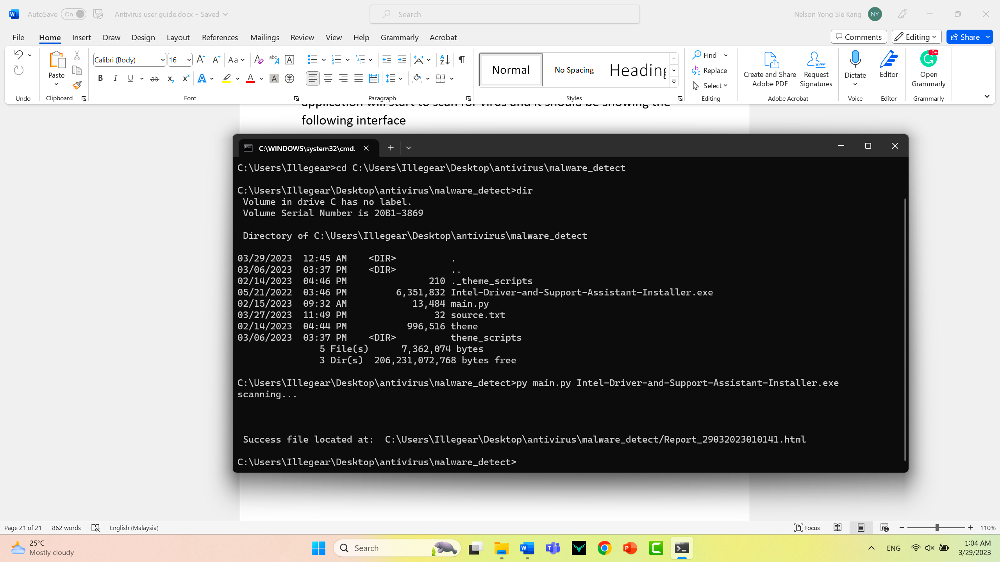 AutoSave On Antivirus user guide.docx • Saved Search Nelson Yong Sie Kang NY
File Home Insert Draw Design Layout References Mailings Review View Help Grammarly Acrobat Comments Editing Share
Paste Calibri (Body) 16 Normal No Spacing Heading Find Replace Select Create and Share Adobe PDF Request Signatures Dictate Editor 10+ Open Grammarly
Undo Clipboard Font Paragraph Styles Editing Adobe Acrobat Voice Editor Grammarly
application will start to scan for virus and it should be showing the
following interface
C:\WINDOWS\system32\cmd.
C:\Users\Illegear>cd C:\Users\Illegear\Desktop\antivirus\malware_detect
C:\Users\Illegear\Desktop\antivirus\malware_detect>dir
Volume in drive C has no label.
Volume Serial Number is 20B1-3869
Directory of C:\Users\Illegear\Desktop\antivirus\malware_detect
03/29/2023  12:45 AM    <DIR>          .
03/06/2023  03:37 PM    <DIR>          ..
02/14/2023  04:46 PM               210 ._theme_scripts
05/21/2022  03:46 PM         6,351,832 Intel-Driver-and-Support-Assistant-Installer.exe
02/15/2023  09:32 AM            13,484 main.py
03/27/2023  11:49 PM                32 source.txt
02/14/2023  04:44 PM           996,516 theme
03/06/2023  03:37 PM    <DIR>          theme_scripts
5 File(s)      7,362,074 bytes
3 Dir(s)  206,231,072,768 bytes free
C:\Users\Illegear\Desktop\antivirus\malware_detect>py main.py Intel-Driver-and-Support-Assistant-Installer.exe
scanning...
Success file located at:  C:\Users\Illegear\Desktop\antivirus\malware_detect/Report_29032023010141.html
C:\Users\Illegear\Desktop\antivirus\malware_detect>
Page 21 of 21 862 words English (Malaysia) Focus 110%
25°C
Mostly cloudy
Search
ENG
1:04 AM
3/29/2023